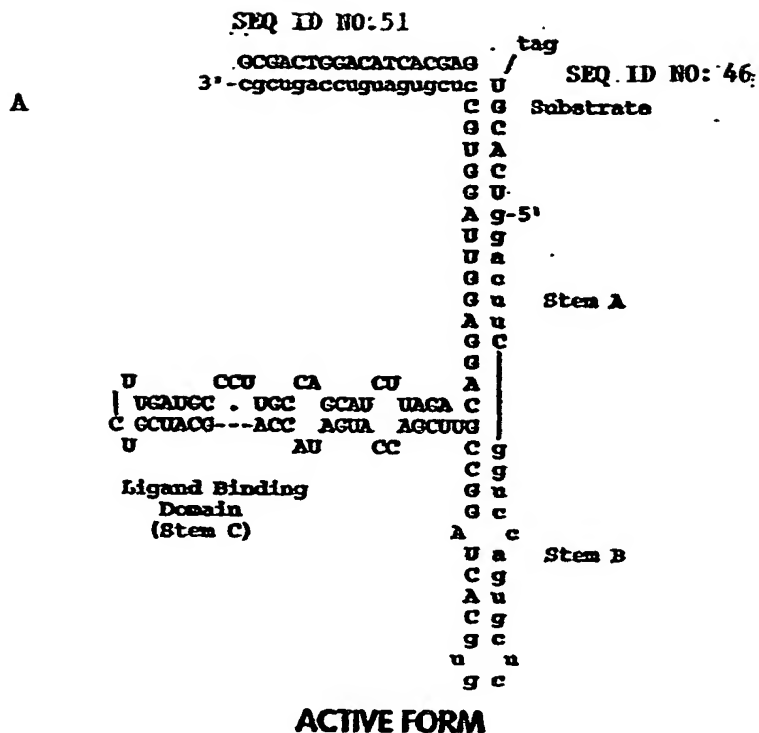 SEQ ID NO:51
tag
GCGACTGGACATCACGAG
SEQ ID NO: 46
3'-cgcugaccuguagugcuc U
A
C G Substrate
G C
U A
G C
G U
A g-5'
U g
U a
G c
G u Stem A
A u
G C
G
U CCU CA CU A
UGAUGC . UGC GCAU UAGA C
C GCUACG---ACC AGUA AGCUUG g
U AU CC C g
C g
Ligand Binding
G u
Domain
G c
(Stem C)
A c
U a Stem B
C g
A u
C g
g c
u u
g c
ACTIVE FORM